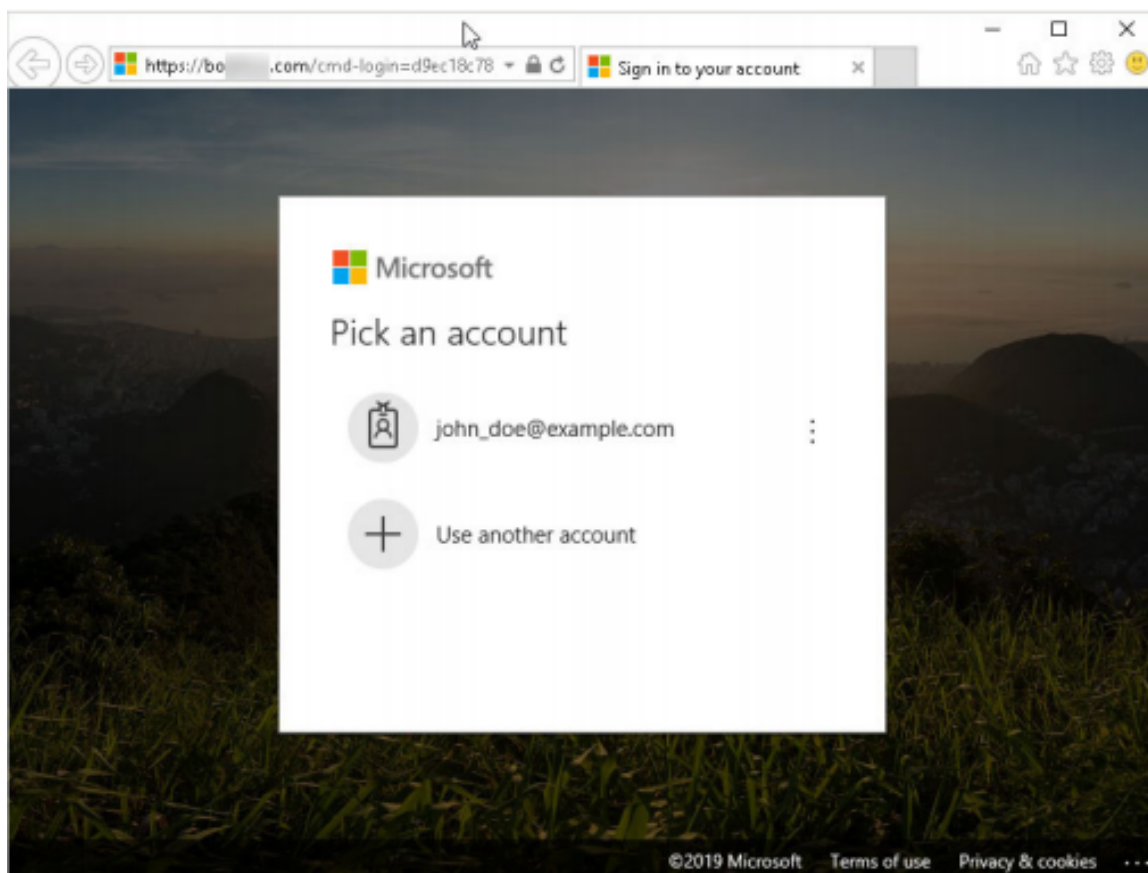 https://bo .com/cmd-login=d9ec18c78
Sign in to your account
Microsoft
Pick an account
john_doe@example.com
Use another account
©2019 Microsoft Terms of use Privacy & cookies ...